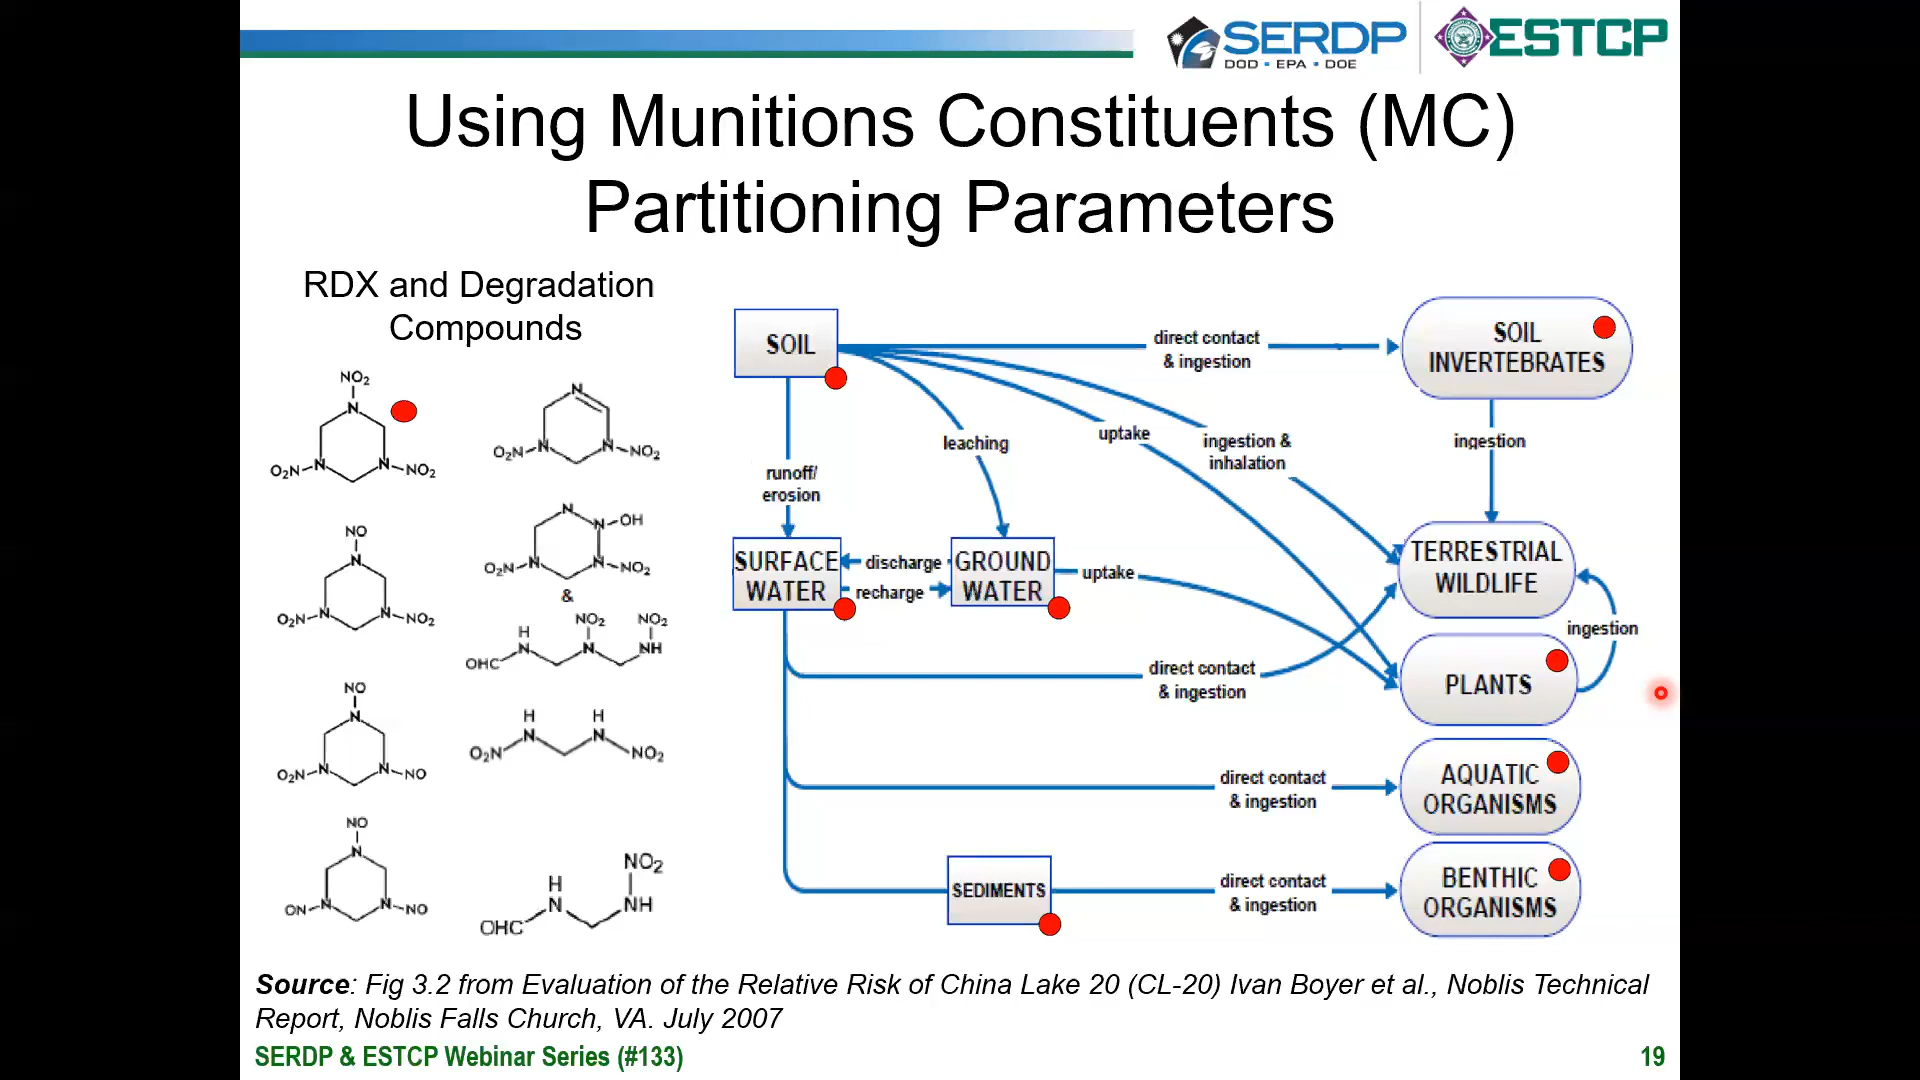 SERDP
DOD • EPA • DOE
ESTCP
Using Munitions Constituents (MC)
Partitioning Parameters
RDX and Degradation
Compounds
NO2
N
O2N
N
N
NO2
N
O2N
N
N
NO2
NO
N
O2N
N
N
NO2
N
N
OH
O2N
N
N
NO2
&
H
N
OHC
NO2
N
NO2
NH
NO
N
O2N
N
N
NO
H
N
O2N
H
N
NO2
NO
N
ON
N
N
NO
NO2
H
N
NH
OHC
SOIL
direct contact
& ingestion
SOIL
INVERTEBRATES
leaching
uptake
ingestion &
inhalation
ingestion
runoff/
erosion
SURFACE
WATER
discharge
recharge
GROUND
WATER
uptake
TERRESTRIAL
WILDLIFE
ingestion
direct contact
& ingestion
PLANTS
direct contact
& ingestion
AQUATIC
ORGANISMS
SEDIMENTS
direct contact
& ingestion
BENTHIC
ORGANISMS
Source: Fig 3.2 from Evaluation of the Relative Risk of China Lake 20 (CL-20) Ivan Boyer et al., Noblis Technical
Report, Noblis Falls Church, VA. July 2007
SERDP & ESTCP Webinar Series (#133)
19